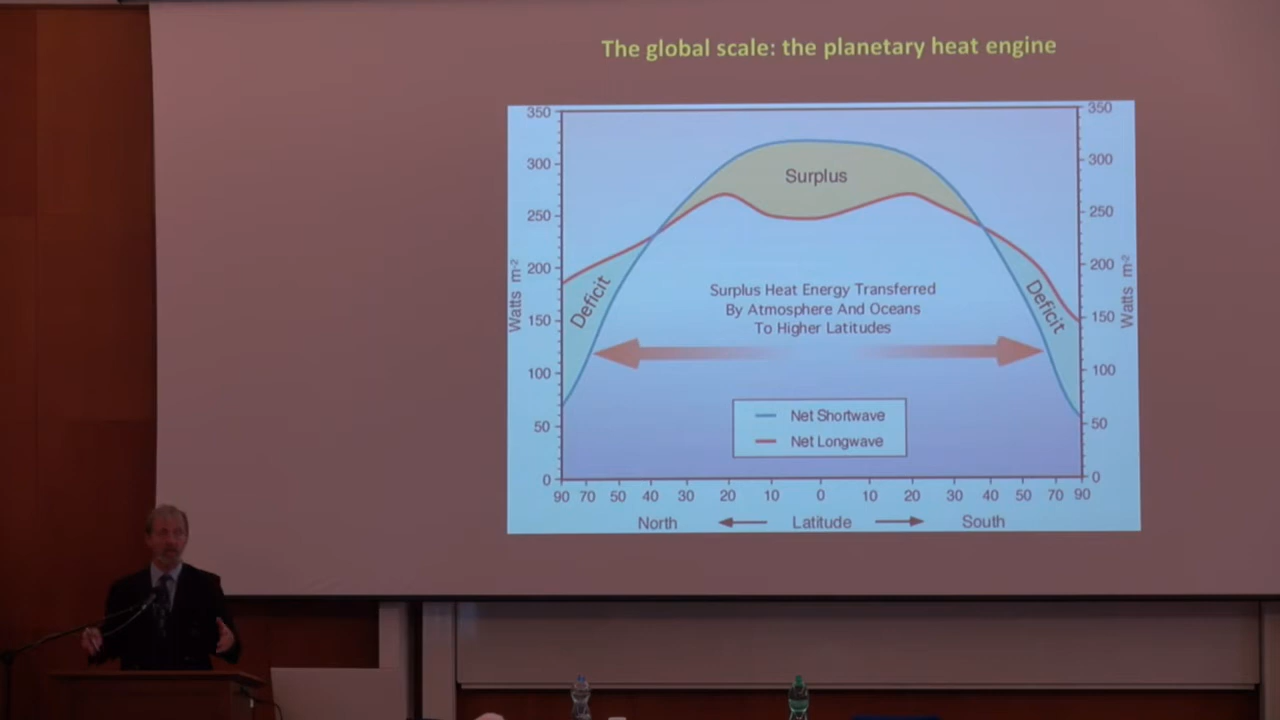 The global scale: the planetary heat engine
350
300
250
200
150
100
50
0
Watts m-2
350
300
250
200
150
100
50
0
Watts m-2
Surplus
Deficit
Deficit
Surplus Heat Energy Transferred
By Atmosphere And Oceans
To Higher Latitudes
Net Shortwave
Net Longwave
90 70 50 40 30 20 10 0 10 20 30 40 50 70 90
North Latitude South